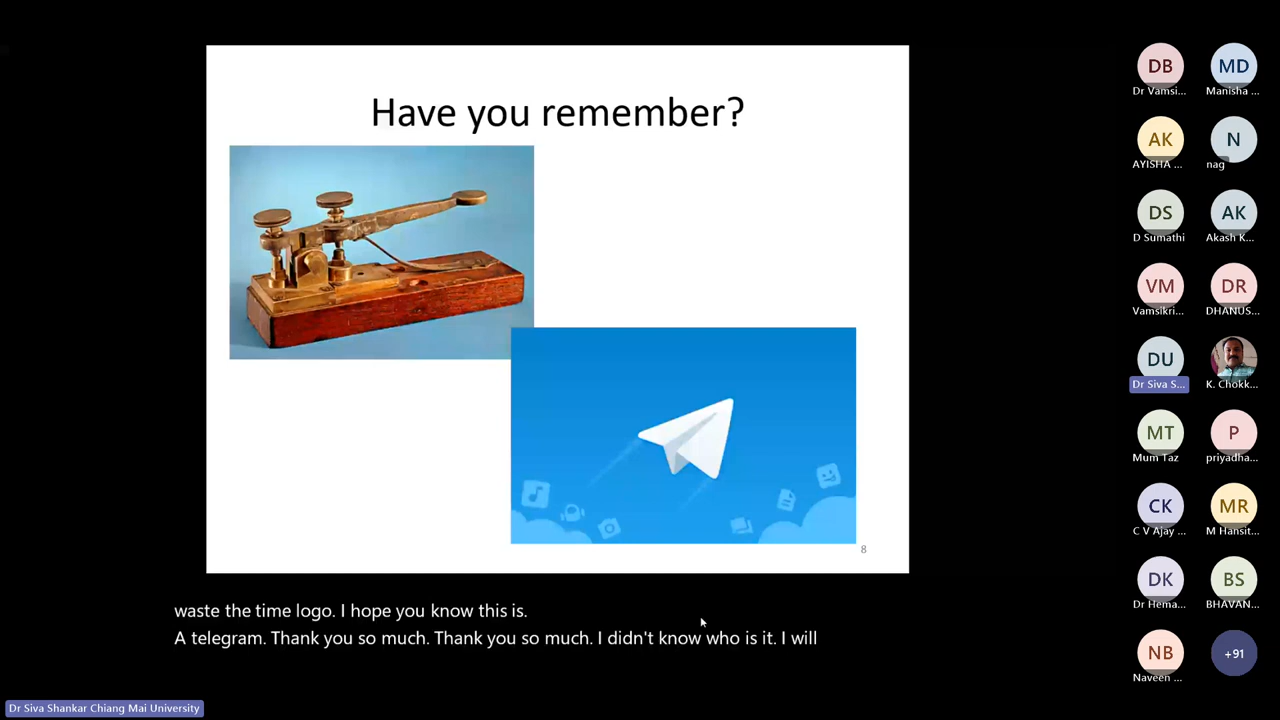 Have you remember?
8
waste the time logo. I hope you know this is.
A telegram. Thank you so much. Thank you so much. I didn't know who is it. I will
Dr Siva Shankar Chiang Mai University
DB
Dr Vamsi...
MD
Manisha ...
AK
AYISHA ...
N
nag
DS
D Sumathi
AK
Akash K...
VM
Vamsikri...
DR
DHANUS...
DU
Dr Siva S...
K. Chokk...
MT
Mum Taz
P
priyadha...
CK
C V Ajay ...
MR
M Hansit...
DK
Dr Hema...
BS
BHAVAN...
NB
Naveen ...
+91